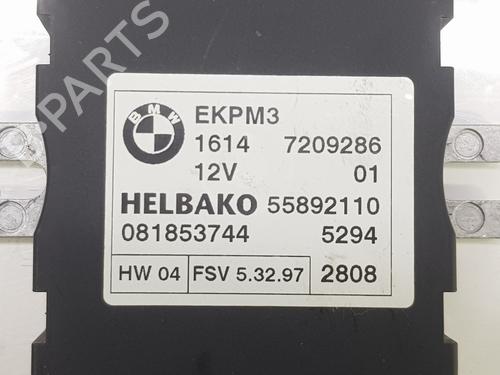 BMW
EKPM3
1614 7209286
12V 01
HELBAKO 55892110
081853744 5294
HW 04 FSV 5.32.97 2808
B-PARTS